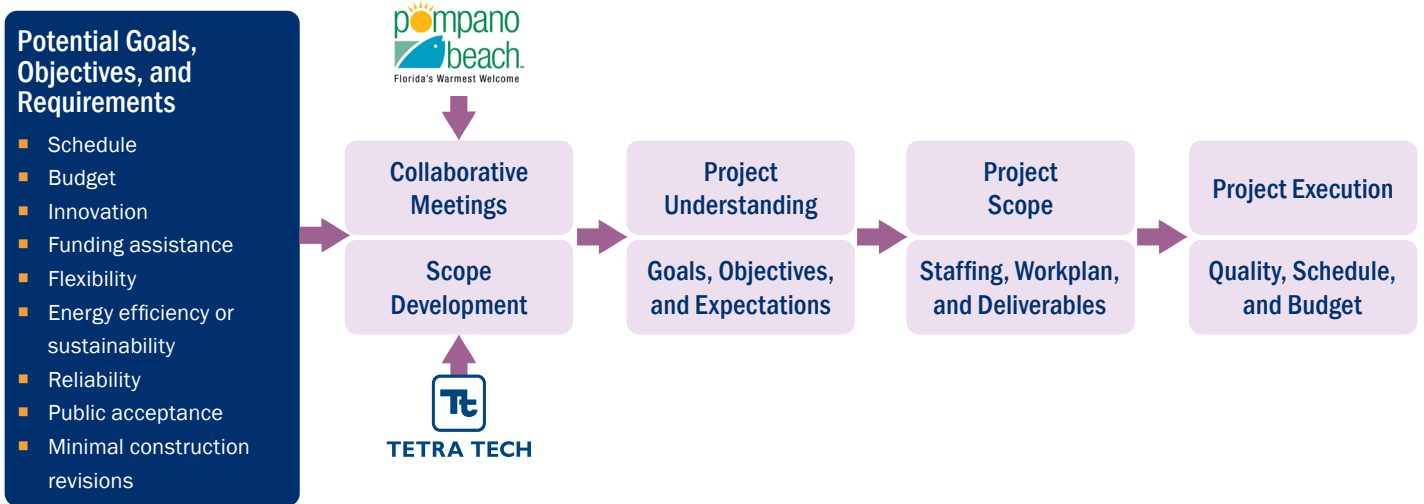 Potential Goals,
Objectives, and
Requirements
■ Schedule
■ Budget
■ Innovation
■ Funding assistance
■ Flexibility
■ Energy efficiency or
sustainability
■ Reliability
■ Public acceptance
■ Minimal construction
revisions
pompano
beach
Florida's Warmest Welcome
Collaborative
Meetings
Scope
Development
Tt
TETRA TECH
Project
Understanding
Goals, Objectives,
and Expectations
Project
Scope
Staffing, Workplan,
and Deliverables
Project Execution
Quality, Schedule,
and Budget